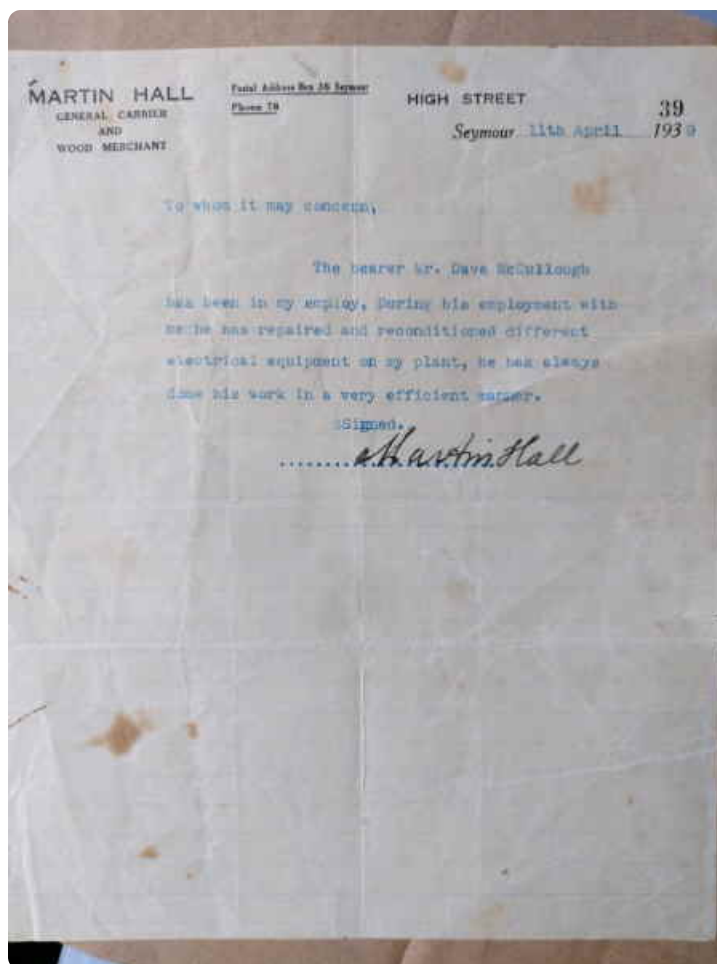 MARTIN HALL
GENERAL CARRIER
AND
WOOD MERCHANT
Postal Address Box 36 Seymour
Phone 78
HIGH STREET
39
Seymour 11th April 1939
To whom it may concern,
The bearer Mr. Dave McCullough
has been in my employ, During his employment with
me he has repaired and reconditioned different
electrical equipment on my plant, he has always
done his work in a very efficient manner.
Signed.
Martin Hall